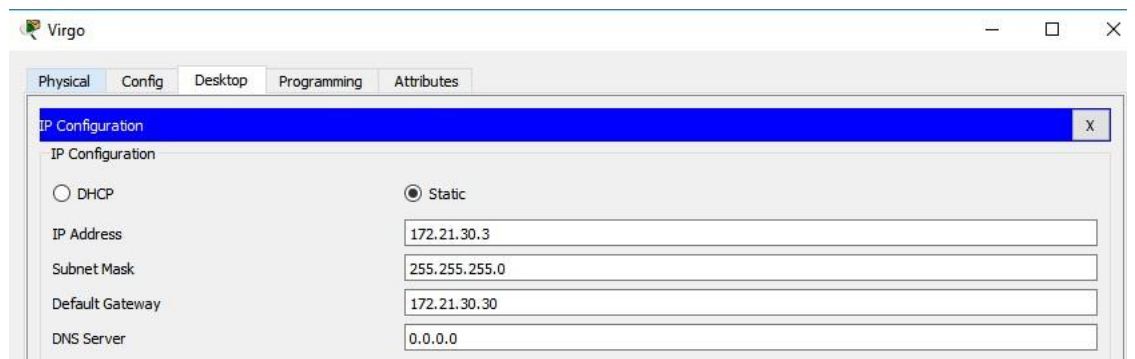 Virgo
Physical Config Desktop Programming Attributes
IP Configuration X
IP Configuration
DHCP Static
IP Address 172.21.30.3
Subnet Mask 255.255.255.0
Default Gateway 172.21.30.30
DNS Server 0.0.0.0